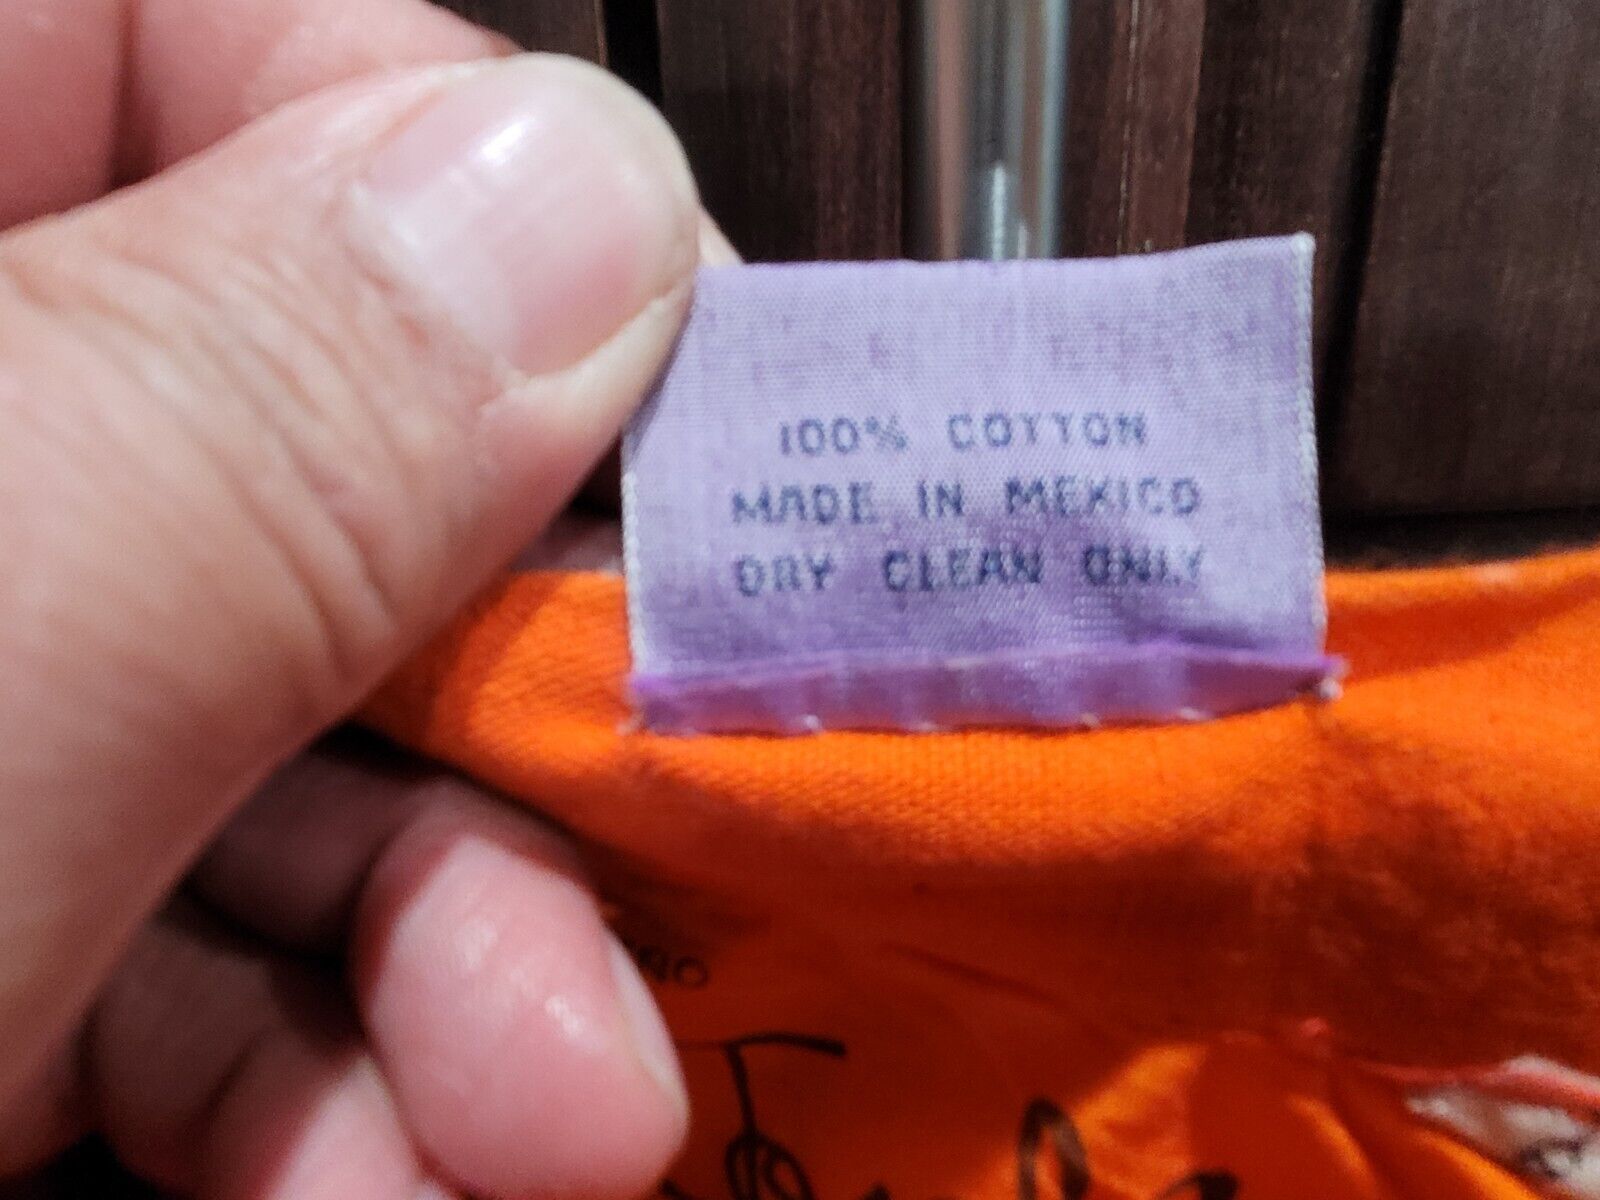 100% COTTON
MADE IN MEXICO
DRY CLEAN ONLY